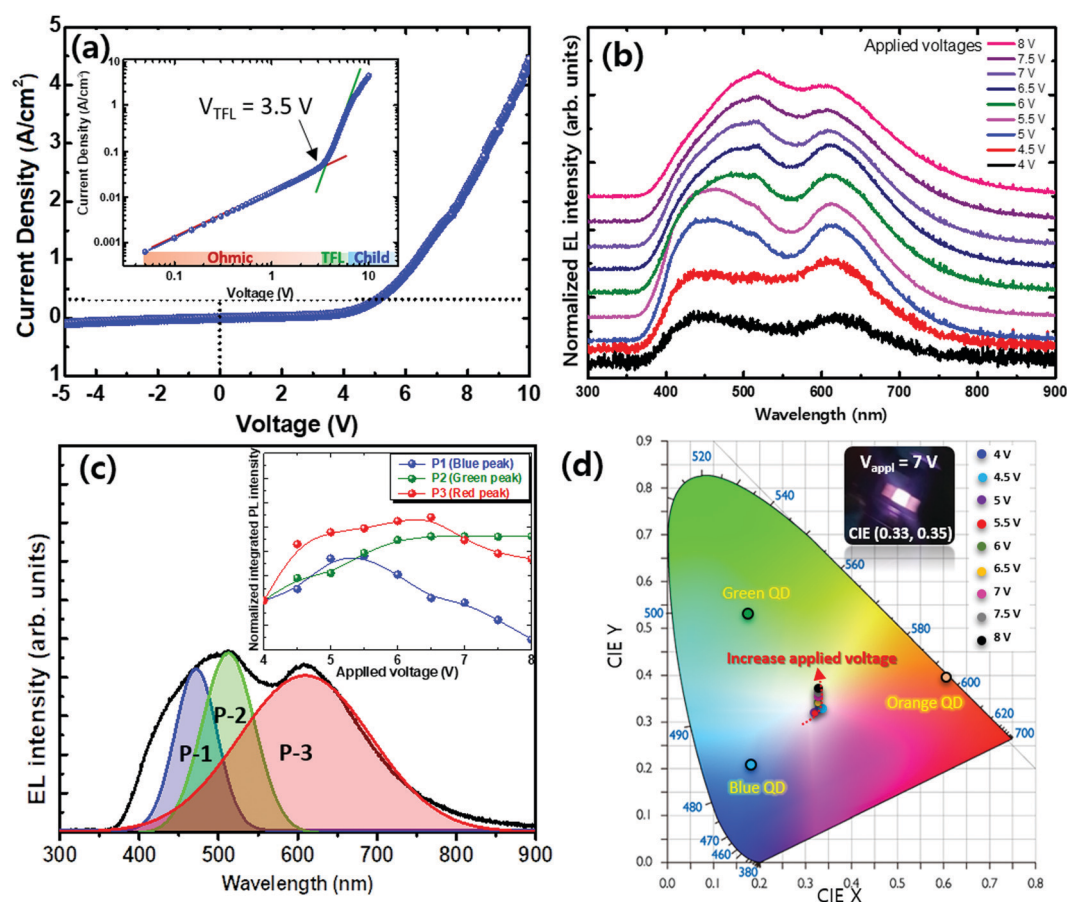 (a)
Current Density (A/cm²)
5
4
3
2
1
0
1
-5
-4
-2
0
2
4
6
8
10
Voltage (V)
V_TFL = 3.5 V
Current Density (A/cm²)
10
1
0.1
0.01
0.001
Ohmic TFL Child
0.1
1
10
Voltage (V)
(b)
Normalized EL intensity (arb. units)
Applied voltages
8 V
7.5 V
7 V
6.5 V
6 V
5.5 V
5 V
4.5 V
4 V
300 400 500 600 700 800 900
Wavelength (nm)
(c)
EL intensity (arb. units)
P-1
P-2
P-3
300 400 500 600 700 800 900
Wavelength (nm)
Normalized integrated PL intensity
P1 (Blue peak)
P2 (Green peak)
P3 (Red peak)
4 5 6 7 8
Applled voltage (V)
(d)
CIE Y
0.9
0.8
0.7
0.6
0.5
0.4
0.3
0.2
0.1
0.0
0.0 0.1 0.2 0.3 0.4 0.5 0.6 0.7 0.8
CIE X
520
540
560
580
600
620
700
500
490
480
470
460
380
Green QD
Increase applied voltage
Orange QD
Blue QD
V_appl = 7 V
CIE (0.33, 0.35)
4 V
4.5 V
5 V
5.5 V
6 V
6.5 V
7 V
7.5 V
8 V